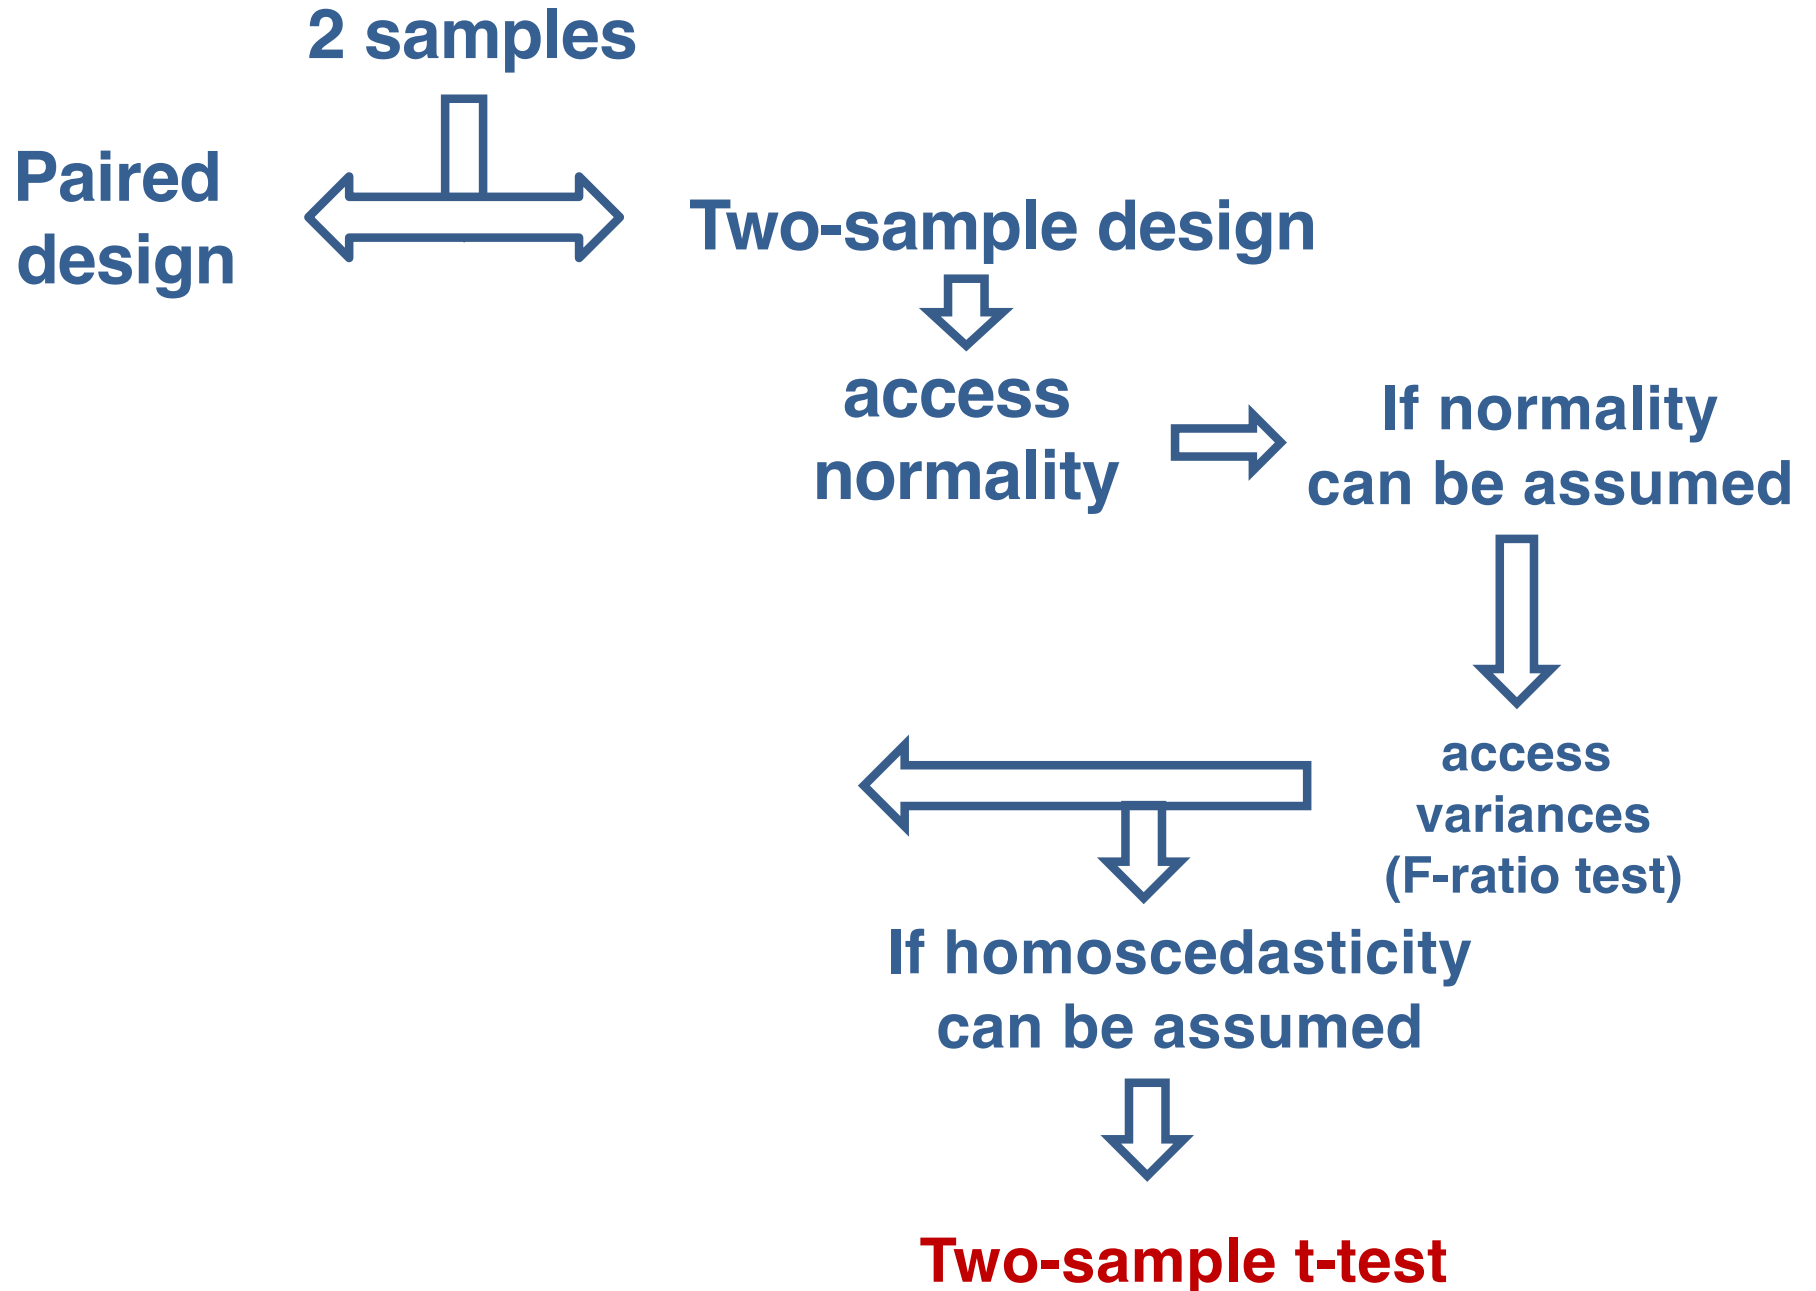 2 samples
Paired
design
Two-sample design
access
normality
If normality
can be assumed
access
variances
(F-ratio test)
If homoscedasticity
can be assumed
Two-sample t-test